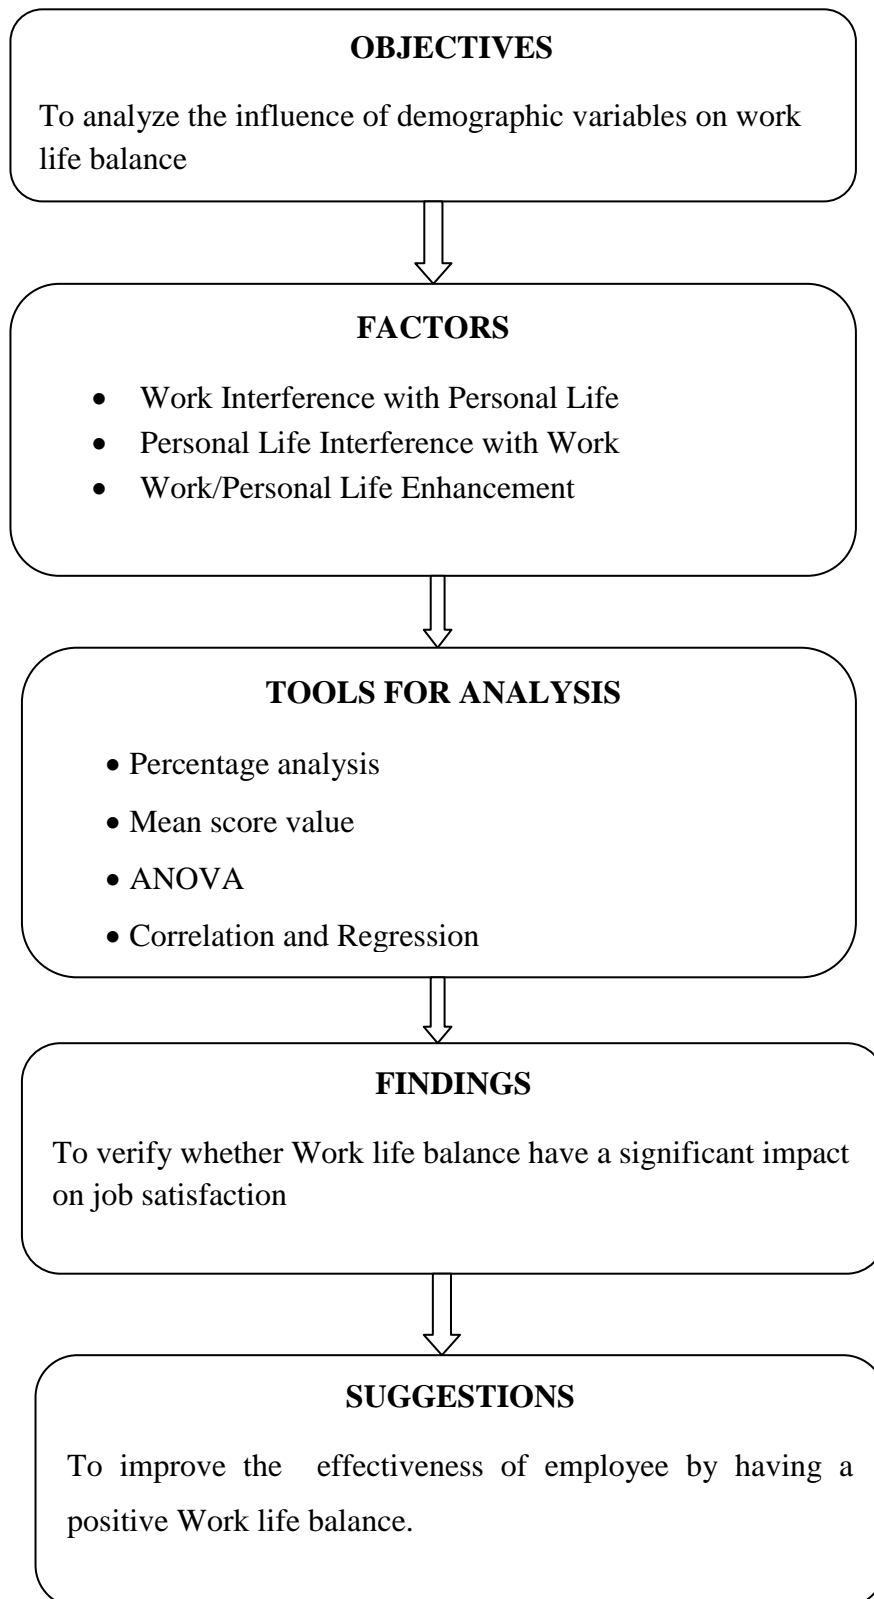 OBJECTIVES
To analyze the influence of demographic variables on work
life balance
FACTORS
• Work Interference with Personal Life
• Personal Life Interference with Work
• Work/Personal Life Enhancement
TOOLS FOR ANALYSIS
• Percentage analysis
• Mean score value
• ANOVA
• Correlation and Regression
FINDINGS
To verify whether Work life balance have a significant impact
on job satisfaction
SUGGESTIONS
To improve the effectiveness of employee by having a
positive Work life balance.